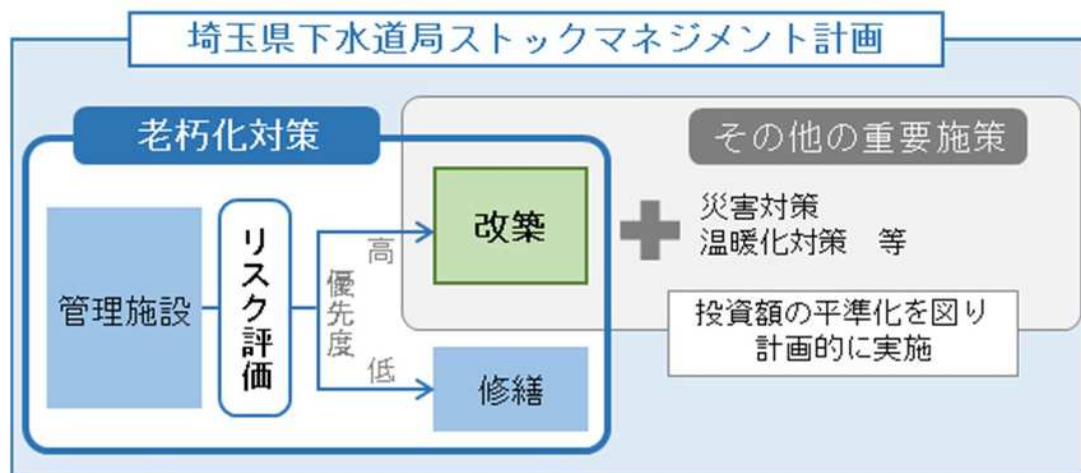 埼玉県下水道局ストックマネジメント計画
老朽化対策
その他の重要施策
管理施設
リスク評価
優先度
高
低
改築
修繕
災害対策
温暖化対策　等
投資額の平準化を図り
計画的に実施